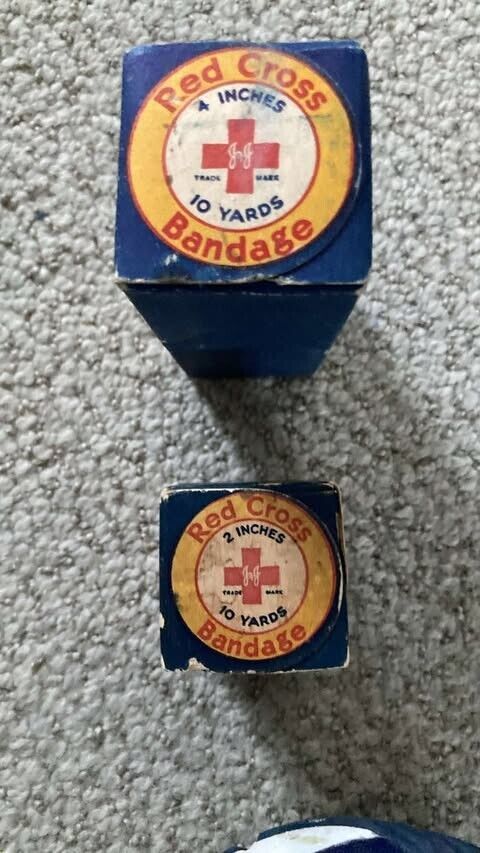 Red Cross
4 INCHES
J&J
TRADE MARK
10 YARDS
Bandage
Red Cross
2 INCHES
J&J
TRADE MARK
10 YARDS
Bandage